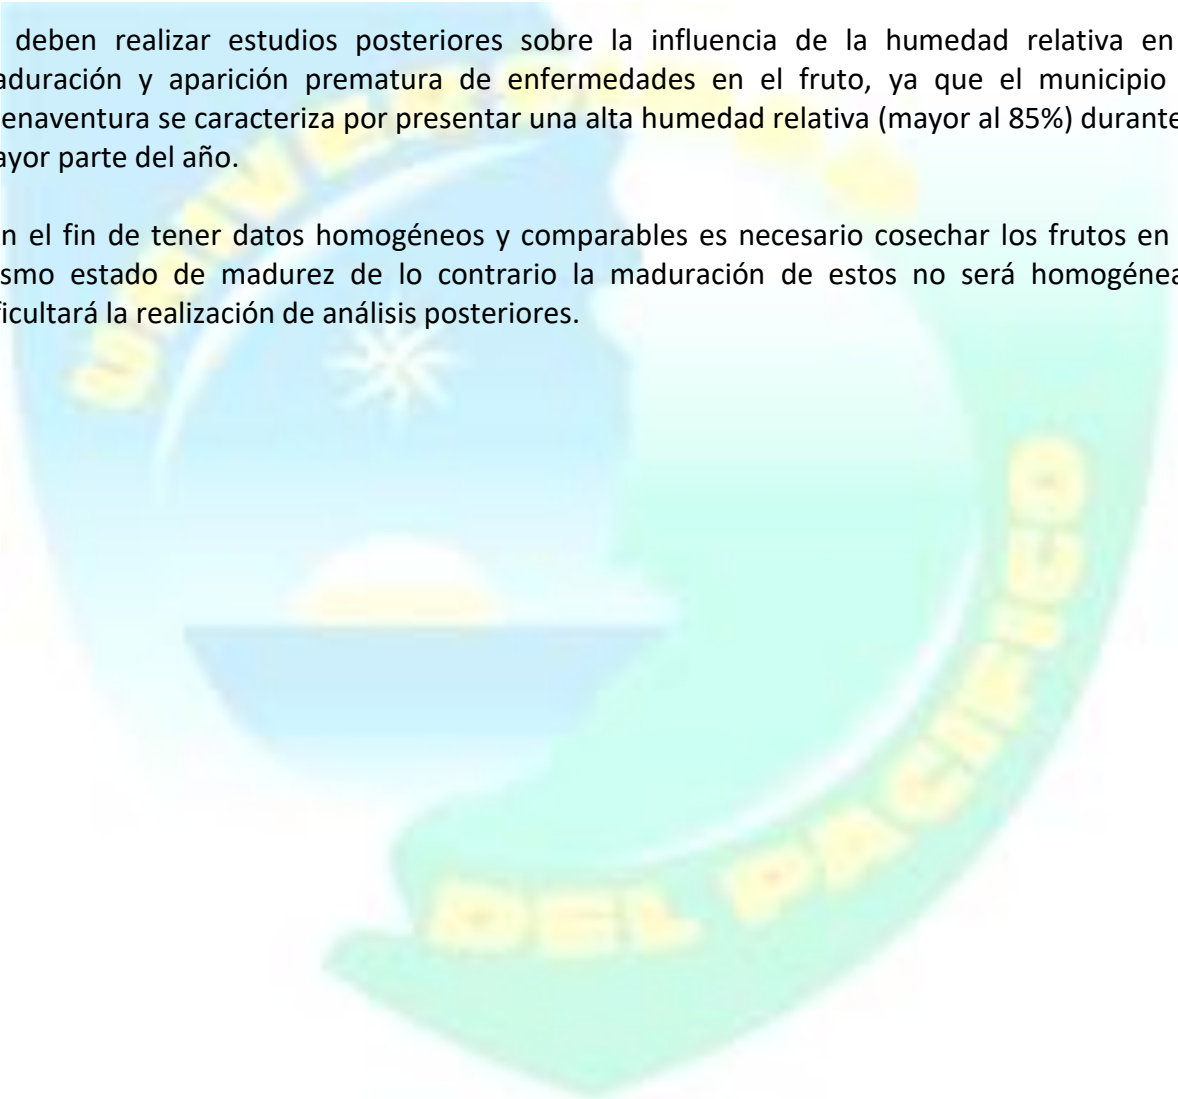 deben realizar estudios posteriores sobre la influencia de la humedad relativa en
aduración y aparición prematura de enfermedades en el fruto, ya que el municipio
enaventura se caracteriza por presentar una alta humedad relativa (mayor al 85%) durante
ayor parte del año.
n el fin de tener datos homogéneos y comparables es necesario cosechar los frutos en
smo estado de madurez de lo contrario la maduración de estos no será homogénea
ficultará la realización de análisis posteriores.
UNIVERSIDAD
DEL PACIFICO